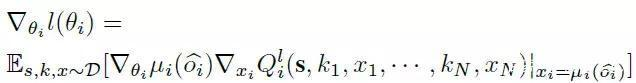 ∇_{θ_i} l(θ_i) =
𝔼_{s,k,x∼𝒟}[∇_{θ_i} μ_i(ô_i) ∇_{x_i} Q_i^l(𝐬, k_1, x_1, ⋯ , k_N, x_N)|_{x_i=μ_i(ô_i)}]